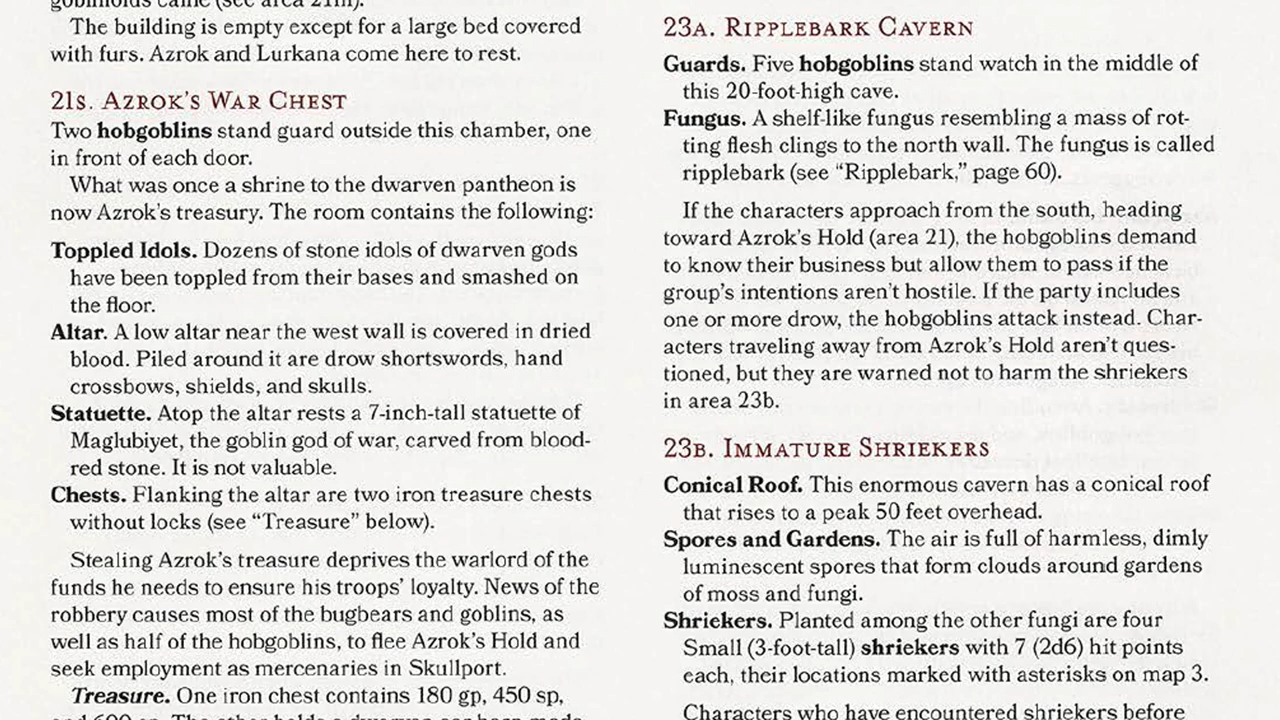 goblinoids came (see area 21m).
The building is empty except for a large bed covered
with furs. Azrok and Lurkana come here to rest.
21s. Azrok's War Chest
Two hobgoblins stand guard outside this chamber, one
in front of each door.
What was once a shrine to the dwarven pantheon is
now Azrok's treasury. The room contains the following:
Toppled Idols. Dozens of stone idols of dwarven gods
have been toppled from their bases and smashed on
the floor.
Altar. A low altar near the west wall is covered in dried
blood. Piled around it are drow shortswords, hand
crossbows, shields, and skulls.
Statuette. Atop the altar rests a 7-inch-tall statuette of
Maglubiyet, the goblin god of war, carved from blood-
red stone. It is not valuable.
Chests. Flanking the altar are two iron treasure chests
without locks (see “Treasure” below).
Stealing Azrok's treasure deprives the warlord of the
funds he needs to ensure his troops' loyalty. News of the
robbery causes most of the bugbears and goblins, as
well as half of the hobgoblins, to flee Azrok's Hold and
seek employment as mercenaries in Skullport.
Treasure. One iron chest contains 180 gp, 450 sp,
and 600 cp. The other holds a dwarven ear horn made
23a. Ripplebark Cavern
Guards. Five hobgoblins stand watch in the middle of
this 20-foot-high cave.
Fungus. A shelf-like fungus resembling a mass of rot-
ting flesh clings to the north wall. The fungus is called
ripplebark (see “Ripplebark,” page 60).
If the characters approach from the south, heading
toward Azrok's Hold (area 21), the hobgoblins demand
to know their business but allow them to pass if the
group's intentions aren't hostile. If the party includes
one or more drow, the hobgoblins attack instead. Char-
acters traveling away from Azrok's Hold aren't ques-
tioned, but they are warned not to harm the shriekers
in area 23b.
23b. Immature Shriekers
Conical Roof. This enormous cavern has a conical roof
that rises to a peak 50 feet overhead.
Spores and Gardens. The air is full of harmless, dimly
luminescent spores that form clouds around gardens
of moss and fungi.
Shriekers. Planted among the other fungi are four
Small (3-foot-tall) shriekers with 7 (2d6) hit points
each, their locations marked with asterisks on map 3.
Characters who have encountered shriekers before